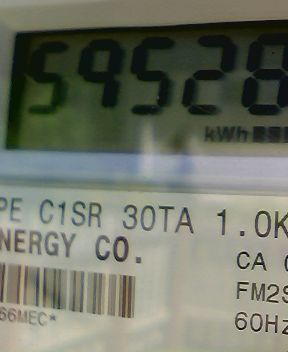 59528
kWh
PE C1SR 30TA 1.0K
NERGY CO.
CA
FM2S
66MEC*
60Hz